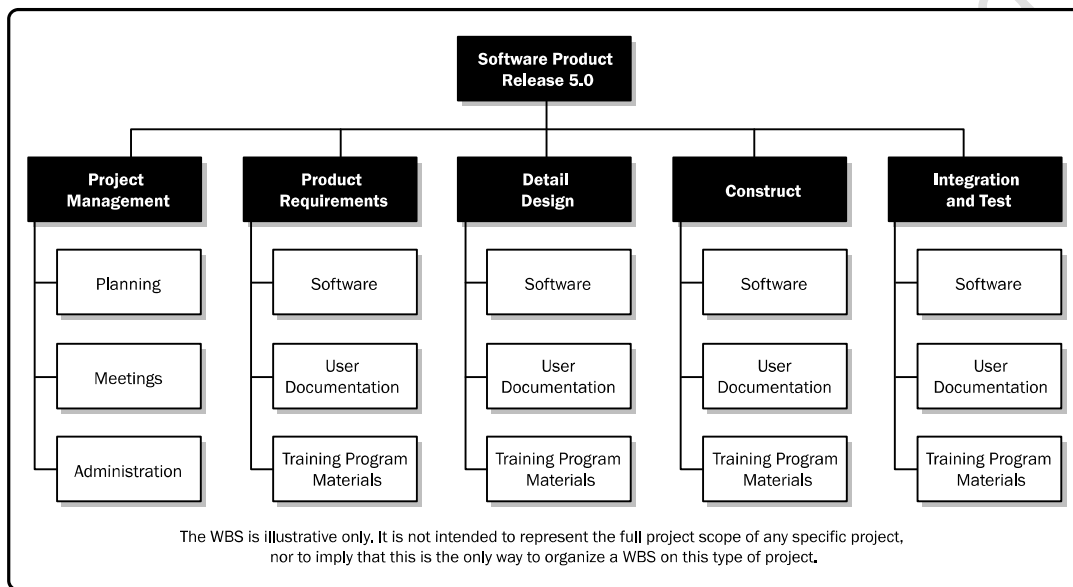 Software Product
Release 5.0
Project
Management
Product
Requirements
Detail
Design
Construct
Integration
and Test
Planning
Software
Software
Software
Software
Meetings
User
Documentation
User
Documentation
User
Documentation
User
Documentation
Administration
Training Program
Materials
Training Program
Materials
Training Program
Materials
Training Program
Materials
The WBS is illustrative only. It is not intended to represent the full project scope of any specific project,
nor to imply that this is the only way to organize a WBS on this type of project.